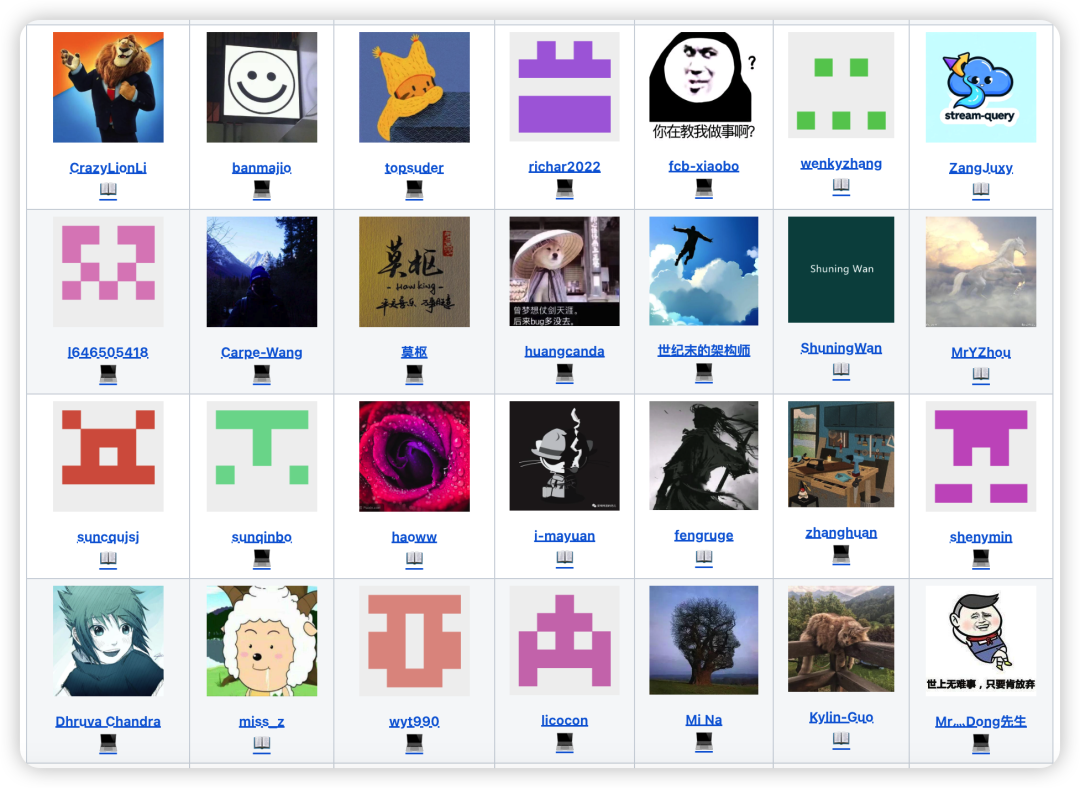 ?
你在教我做事啊?
stream-query
CrazyLionLi
banmajio
topsuder
richar2022
fcb-xiaobo
wenkyzhang
ZangJuxy
莫枢
- Howking -
曾梦想仗剑天涯。
后来bug多没去。
Shuning Wan
l646505418
Carpe-Wang
莫枢
huangcanda
世纪末的架构师
ShuningWan
MrYZhou
suncqujsj
sunqinbo
haoww
i-mayuan
fengruge
zhanghuan
shenymin
世上无难事，只要肯放弃
Dhruva Chandra
miss_z
wyt990
licocon
Mi Na
Kylin-Guo
Mr灬Dong先生